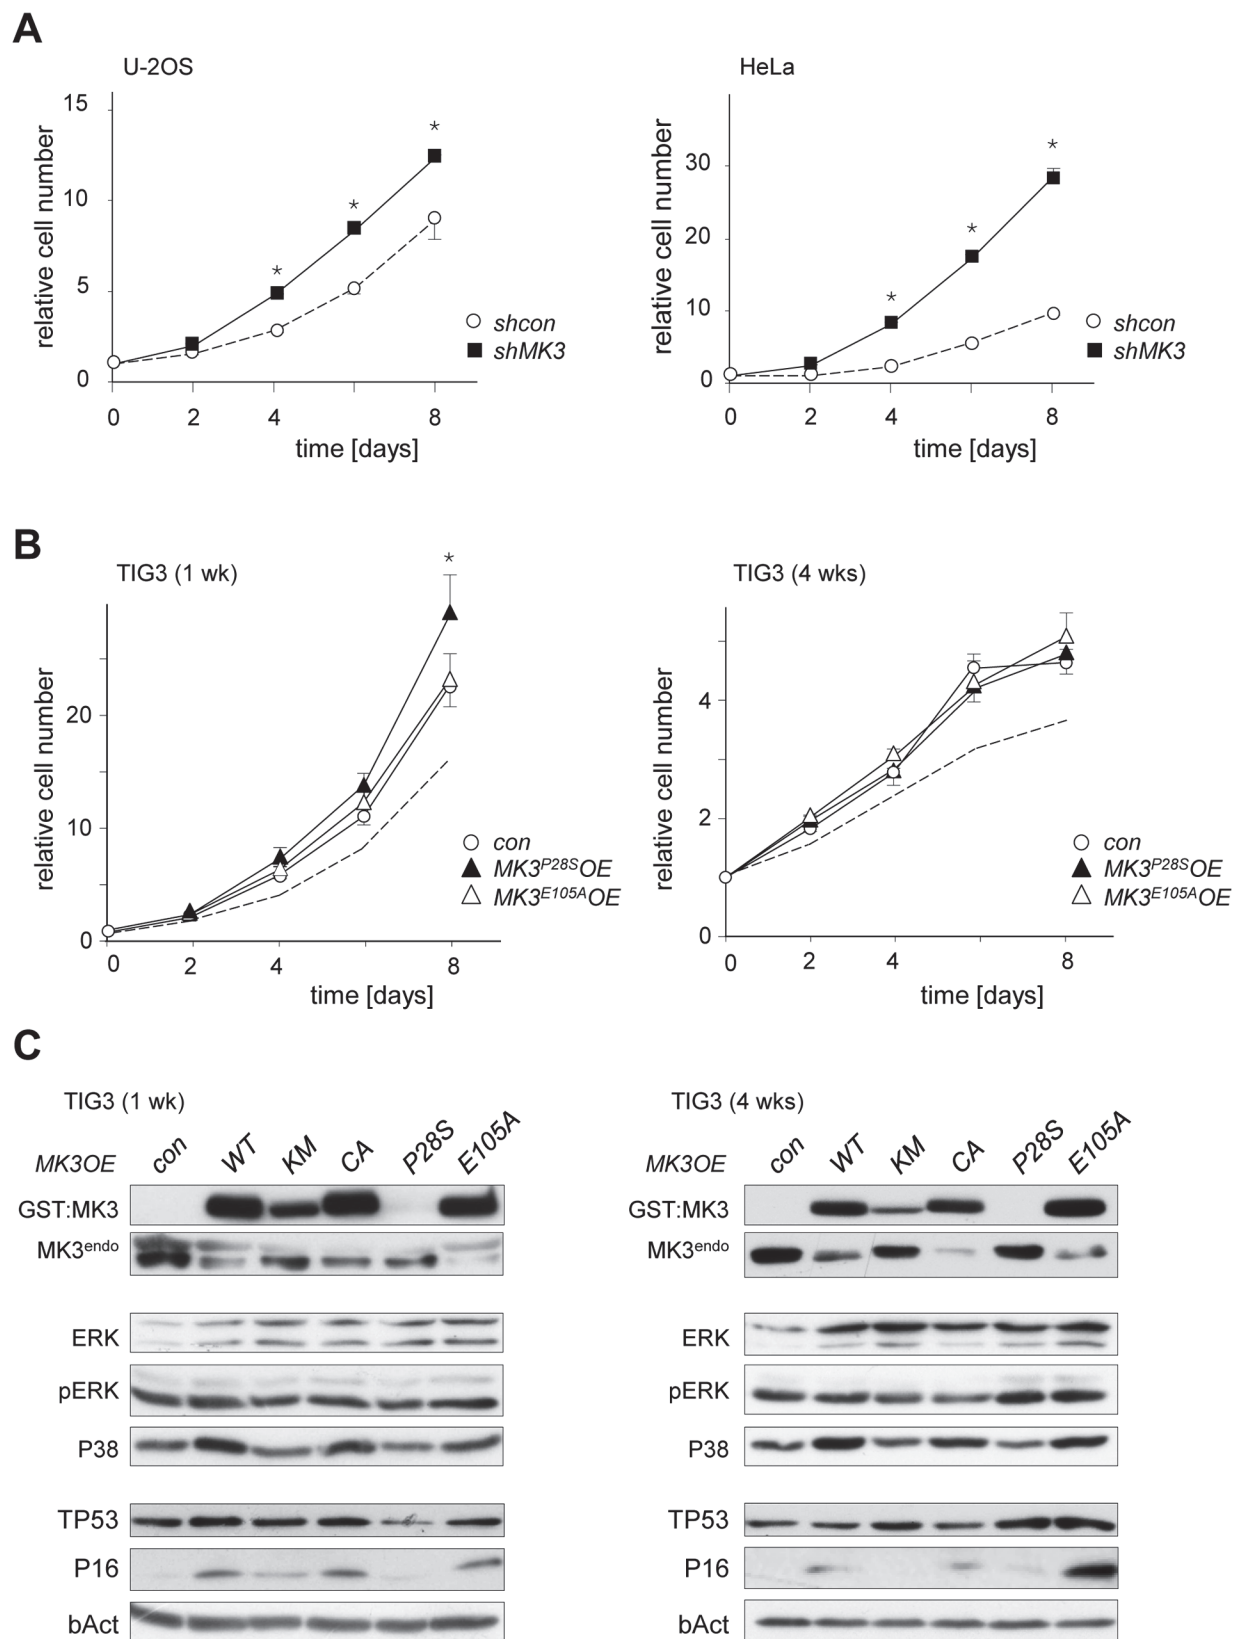 A
U-2OS
HeLa
relative cell number
15
10
5
0
0 2 4 6 8
time [days]
* * *
shcon
shMK3
relative cell number
30
20
10
0
0 2 4 6 8
time [days]
* * *
shcon
shMK3
B
TIG3 (1 wk)
TIG3 (4 wks)
relative cell number
20
10
0
0 2 4 8
time [days]
*
con
MK3P28SOE
MK3E105AOE
relative cell number
4
2
0
0 2 4 8
time [days]
con
MK3P28SOE
MK3E105AOE
C
TIG3 (1 wk)
MK3OE con WT KM CA P28S E105A
GST:MK3
MK3endo
ERK
pERK
P38
TP53
P16
bAct
TIG3 (4 wks)
MK3OE con WT KM CA P28S E105A
GST:MK3
MK3endo
ERK
pERK
P38
TP53
P16
bAct